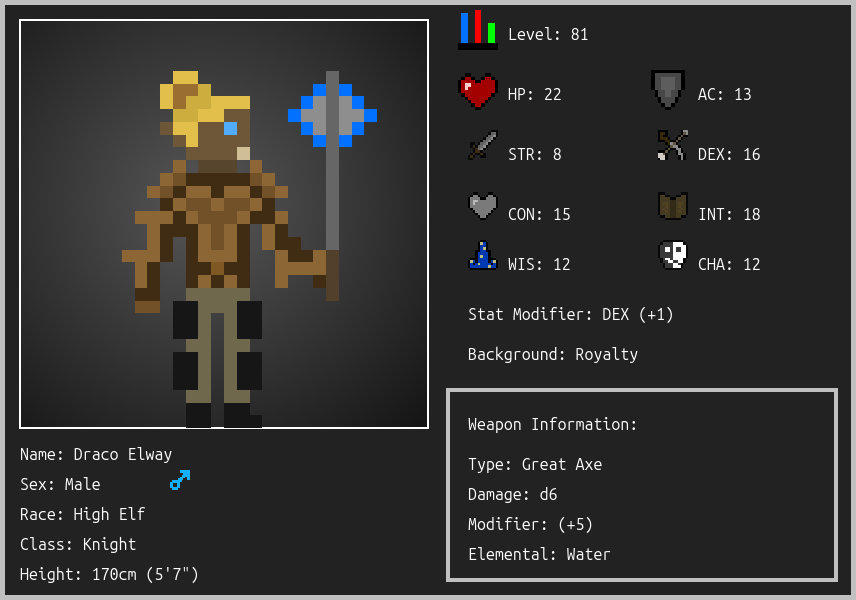 Level: 81
HP: 22
AC: 13
STR: 8
DEX: 16
CON: 15
INT: 18
WIS: 12
CHA: 12
Stat Modifier: DEX (+1)
Background: Royalty
Weapon Information:
Type: Great Axe
Damage: d6
Modifier: (+5)
Elemental: Water
Name: Draco Elway
Sex: Male
Race: High Elf
Class: Knight
Height: 170cm (5'7")